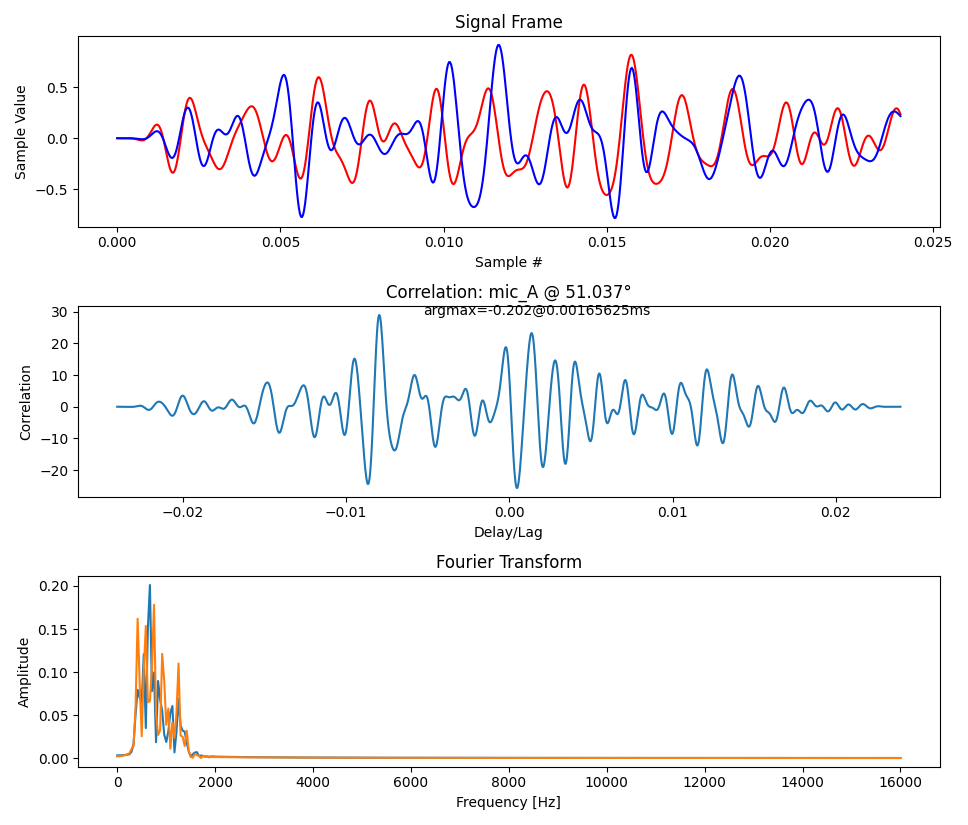 Signal Frame
Sample Value
0.5
0.0
−0.5
0.000 0.005 0.010 0.015 0.020 0.025
Sample #
Correlation: mic_A @ 51.037°
argmax=-0.202@0.00165625ms
Correlation
30
20
10
0
−10
−20
−0.02 −0.01 0.00 0.01 0.02
Delay/Lag
Fourier Transform
Amplitude
0.20
0.15
0.10
0.05
0.00
0 2000 4000 6000 8000 10000 12000 14000 16000
Frequency [Hz]